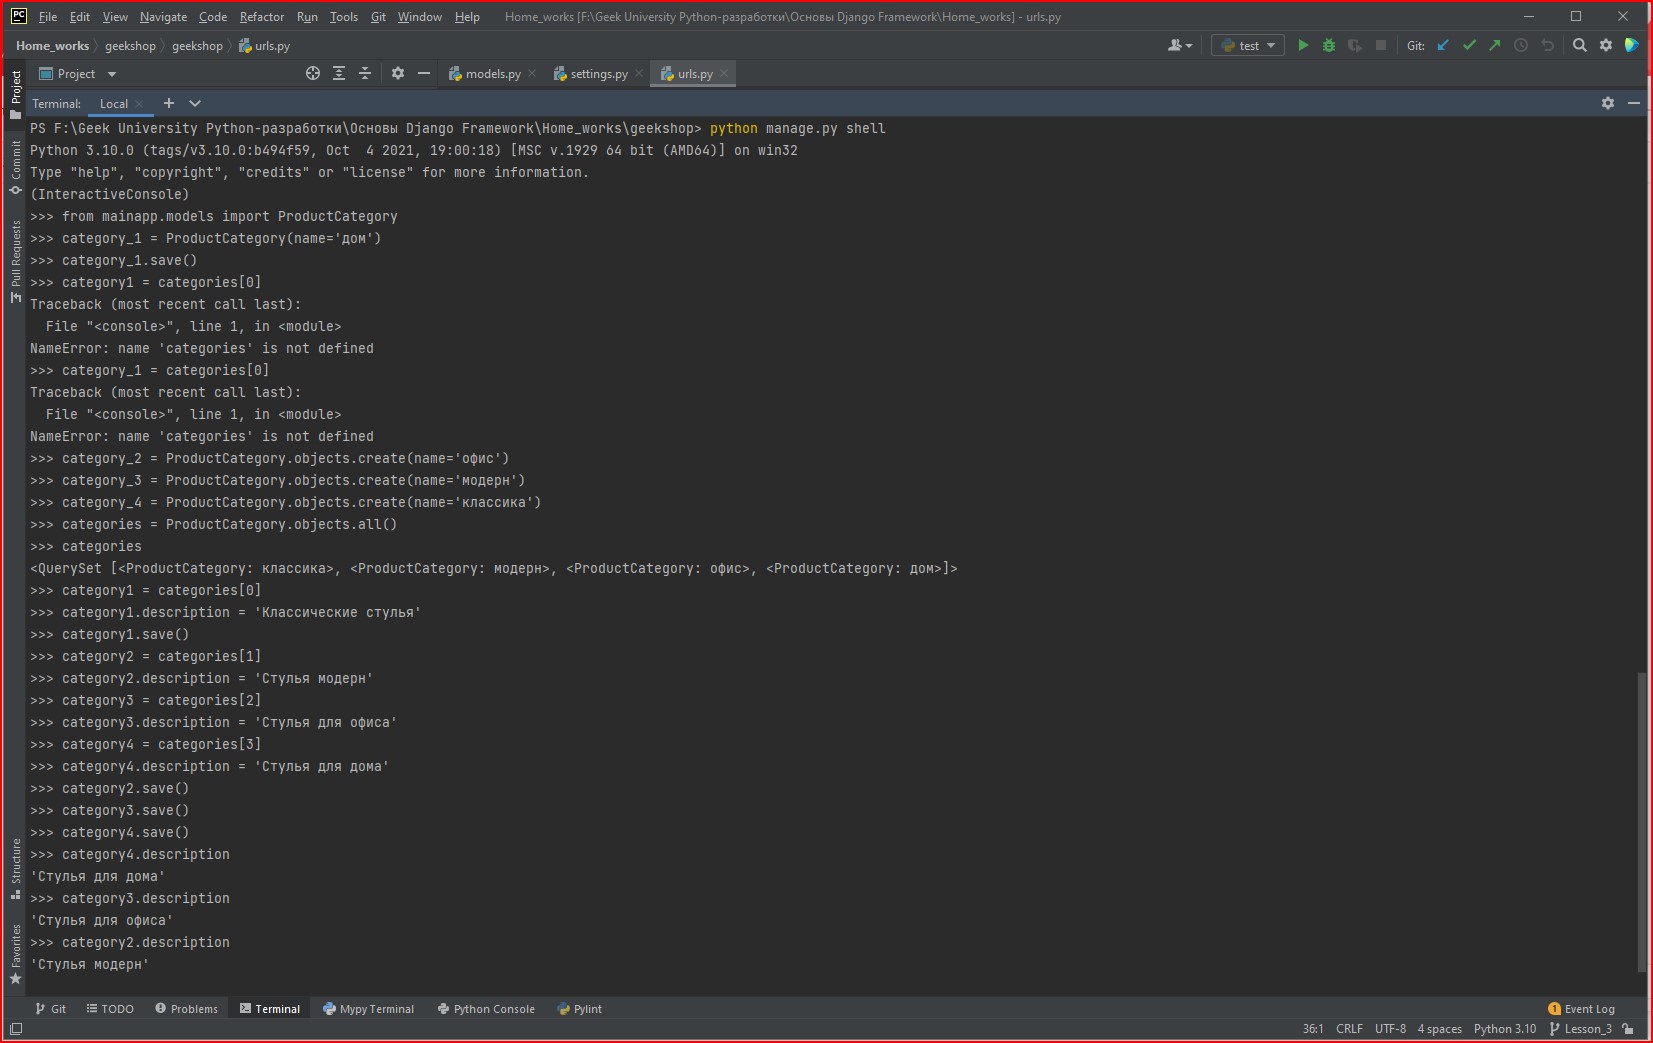 PC File Edit View Navigate Code Refactor Run Tools Git Window Help Home_works [F:\Geek University Python-разработки\Основы Django Framework\Home_works] - urls.py
Home_works geekshop geekshop urls.py test Git:
Project models.py settings.py urls.py
Terminal: Local
Project
Commit
Pull Requests
Structure
Favorites
PS F:\Geek University Python-разработки\Основы Django Framework\Home_works\geekshop> python manage.py shell
Python 3.10.0 (tags/v3.10.0:b494f59, Oct  4 2021, 19:00:18) [MSC v.1929 64 bit (AMD64)] on win32
Type "help", "copyright", "credits" or "license" for more information.
(InteractiveConsole)
>>> from mainapp.models import ProductCategory
>>> category_1 = ProductCategory(name='дом')
>>> category_1.save()
>>> category1 = categories[0]
Traceback (most recent call last):
  File "<console>", line 1, in <module>
NameError: name 'categories' is not defined
>>> category_1 = categories[0]
Traceback (most recent call last):
  File "<console>", line 1, in <module>
NameError: name 'categories' is not defined
>>> category_2 = ProductCategory.objects.create(name='офис')
>>> category_3 = ProductCategory.objects.create(name='модерн')
>>> category_4 = ProductCategory.objects.create(name='классика')
>>> categories = ProductCategory.objects.all()
>>> categories
<QuerySet [<ProductCategory: классика>, <ProductCategory: модерн>, <ProductCategory: офис>, <ProductCategory: дом>]>
>>> category1 = categories[0]
>>> category1.description = 'Классические стулья'
>>> category1.save()
>>> category2 = categories[1]
>>> category2.description = 'Стулья модерн'
>>> category3 = categories[2]
>>> category3.description = 'Стулья для офиса'
>>> category4 = categories[3]
>>> category4.description = 'Стулья для дома'
>>> category2.save()
>>> category3.save()
>>> category4.save()
>>> category4.description
'Стулья для дома'
>>> category3.description
'Стулья для офиса'
>>> category2.description
'Стулья модерн'
Git TODO Problems Terminal Mypy Terminal Python Console Pylint 1 Event Log
36:1 CRLF UTF-8 4 spaces Python 3.10 Lesson_3